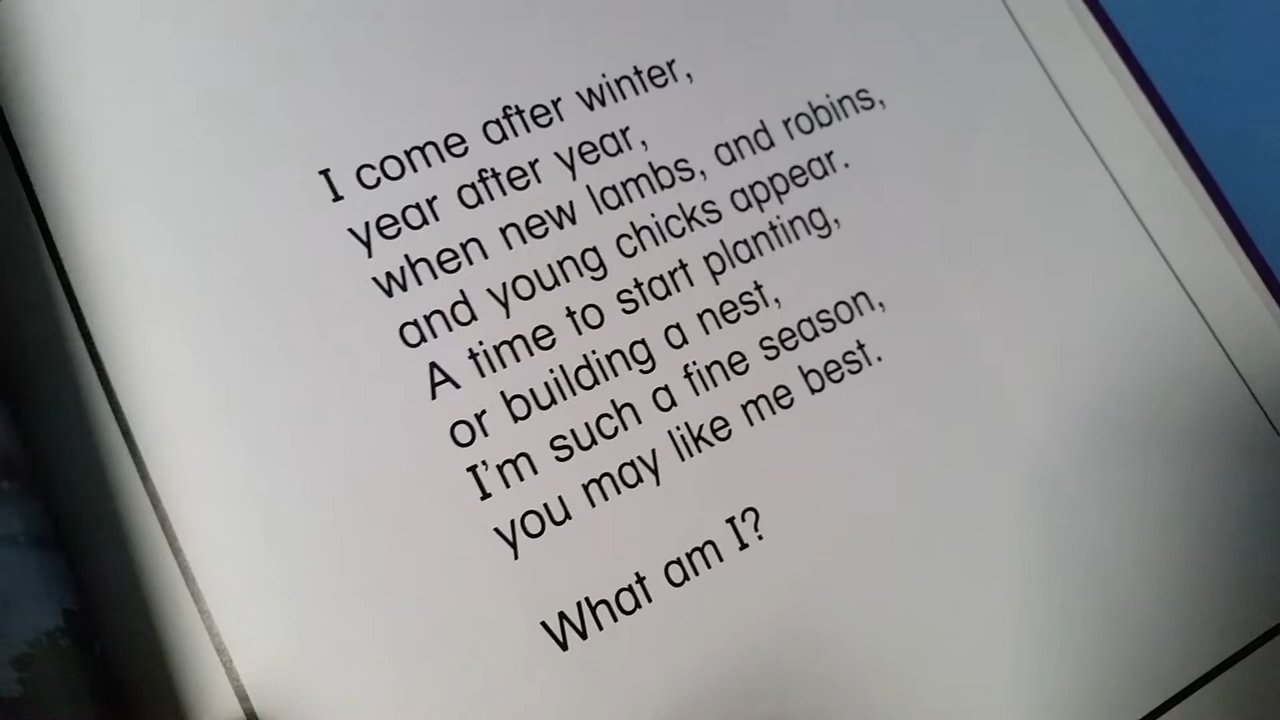 I come after winter,
year after year,
when new lambs, and robins,
and young chicks appear.
A time to start planting,
or building a nest,
I'm such a fine season,
you may like me best.
What am I?